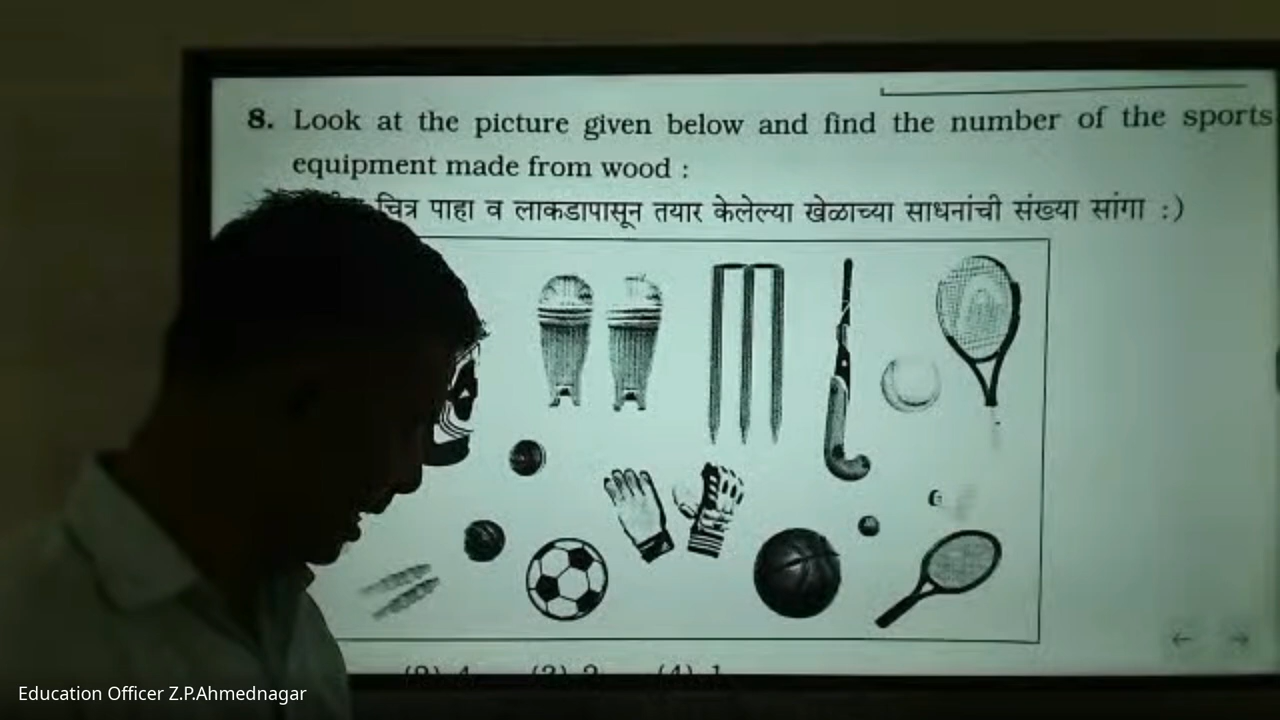 8. Look at the picture given below and find the number of the sports
equipment made from wood :
चित्र पाहा व लाकडापासून तयार केलेल्या खेळाच्या साधनांची संख्या सांगा :)
Education Officer Z.P.Ahmednagar